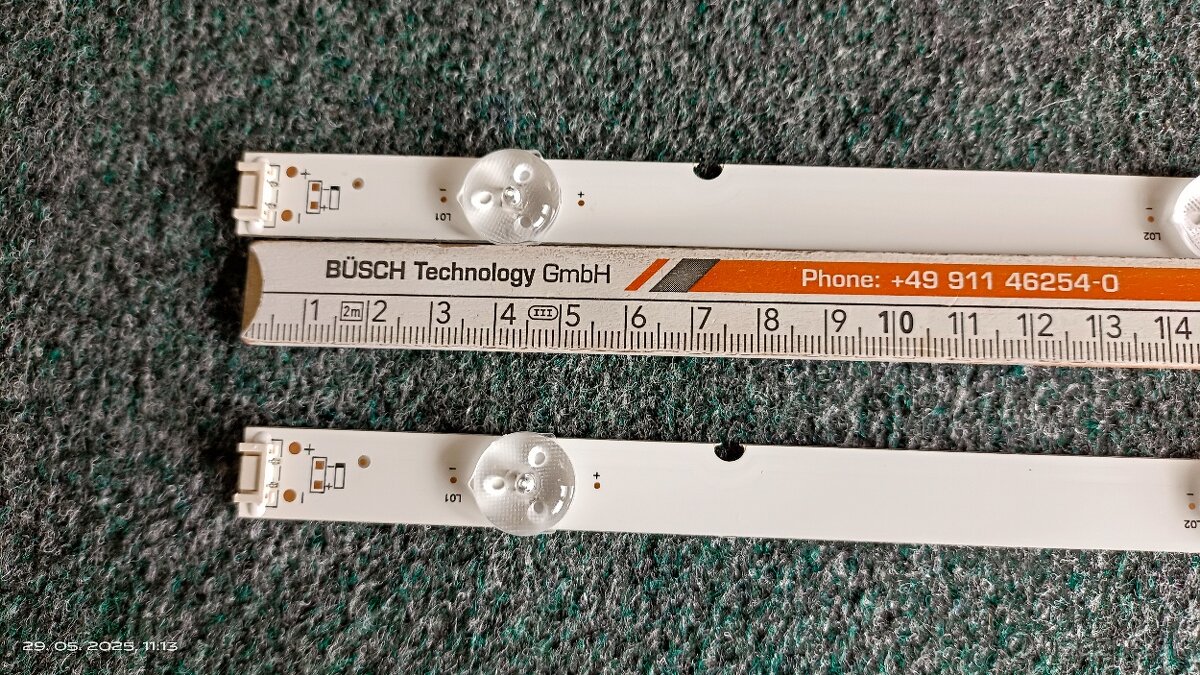 +
−
+
−
L01
+
−
L02
BÜSCH Technology GmbH
Phone: +49 911 46254-0
1 2m 2 3 4 III 5 6 7 8 9 10 11 12 13 14
+
−
+
−
L01
+
−
L02
29.05.2025, 11:13